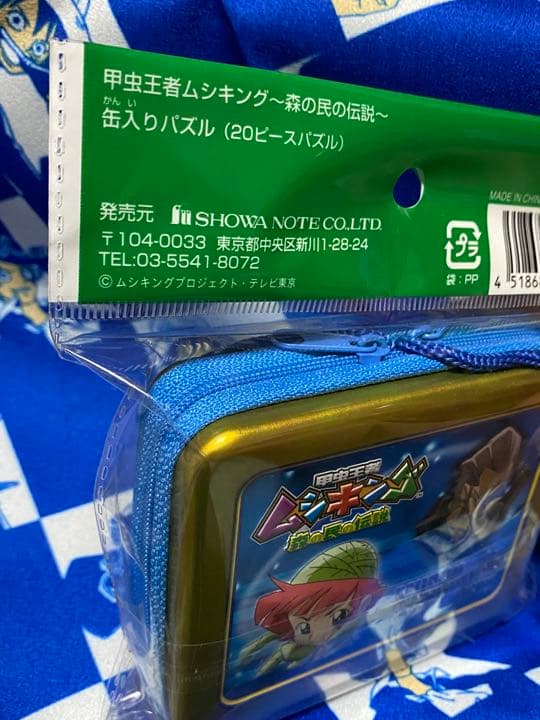 甲虫王者ムシキング～森の民の伝説～
かん い
缶入りパズル（20ピースパズル）
発売元 SHOWA NOTE CO.,LTD.
〒104-0033 東京都中央区新川1-28-24
TEL:03-5541-8072
©ムシキングプロジェクト・テレビ東京
MADE IN CHIN
プラ
袋：PP
4 5186
甲虫王者
ムシキング
TM
森の民の伝説